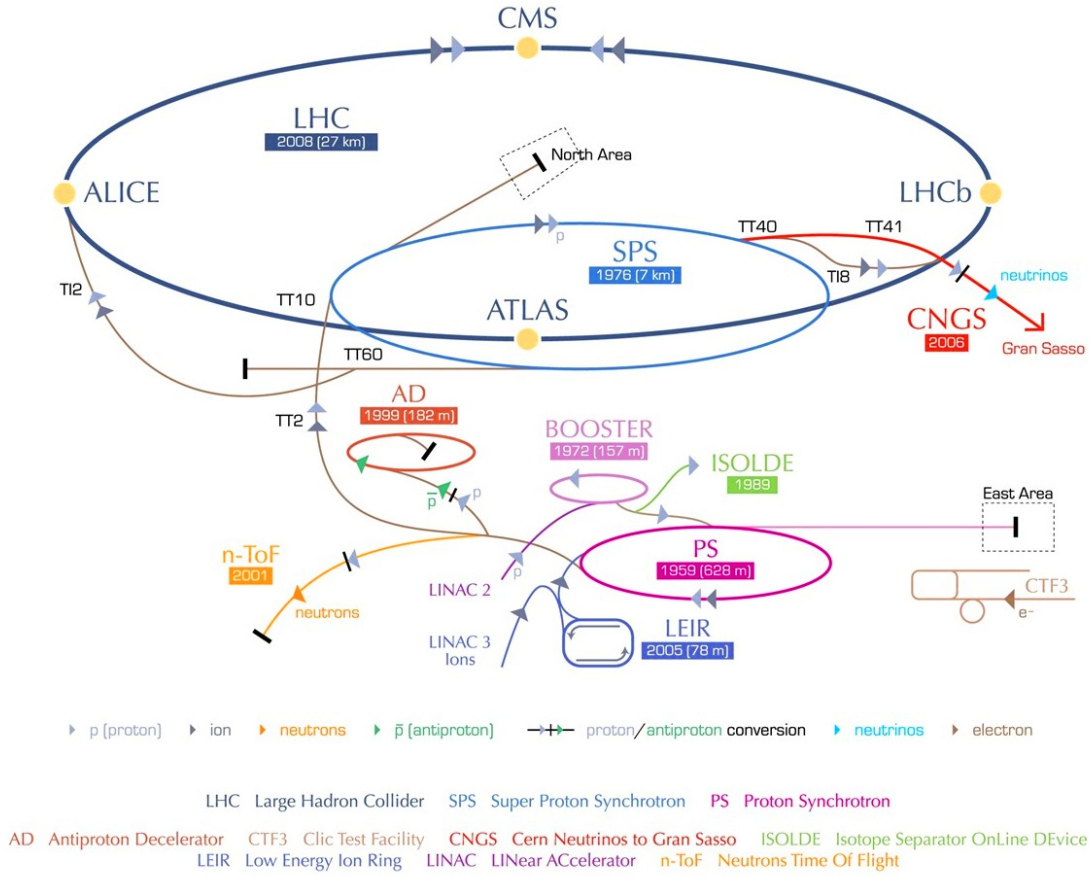 CMS
LHC
2008 (27 km)
North Area
ALICE
LHCb
TT40
TT41
p
SPS
1976 (7 km)
TI8
neutrinos
TI2
TT10
ATLAS
CNGS
2006
Gran Sasso
TT60
AD
1999 (182 m)
TT2
BOOSTER
1972 (157 m)
ISOLDE
1989
p̄
p
East Area
n-ToF
2001
PS
1959 (628 m)
p
LINAC 2
neutrons
CTF3
e-
LINAC 3
Ions
LEIR
2005 (78 m)
p (proton) ion neutrons p̄ (antiproton) proton/antiproton conversion neutrinos electron
LHC Large Hadron Collider SPS Super Proton Synchrotron PS Proton Synchrotron
AD Antiproton Decelerator CTF3 Clic Test Facility CNGS Cern Neutrinos to Gran Sasso ISOLDE Isotope Separator OnLine DEvice
LEIR Low Energy Ion Ring LINAC LINear ACcelerator n-ToF Neutrons Time Of Flight